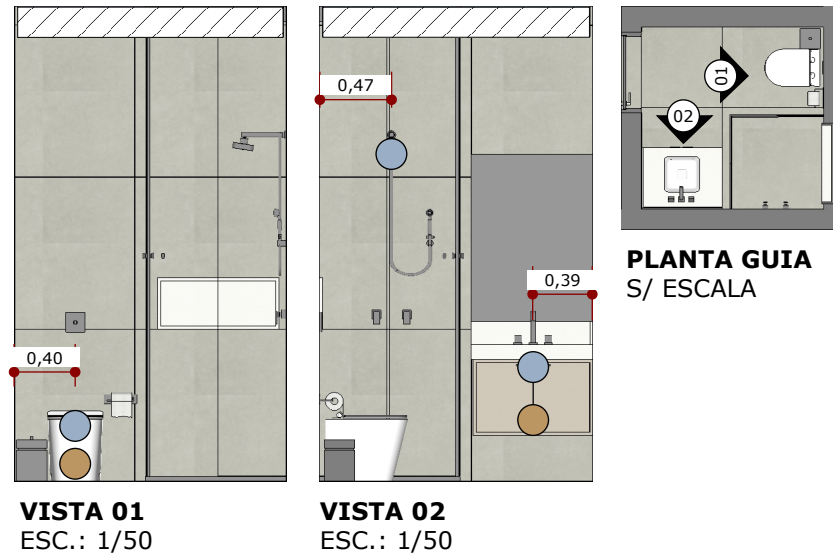 0,40
VISTA 01
ESC.: 1/50
0,47
0,39
VISTA 02
ESC.: 1/50
01
02
PLANTA GUIA
S/ ESCALA